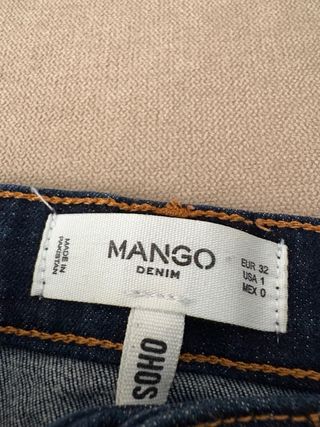 MADE IN
PAKISTAN
MANGO
DENIM
EUR 32
USA 1
MEX 0
SOHO